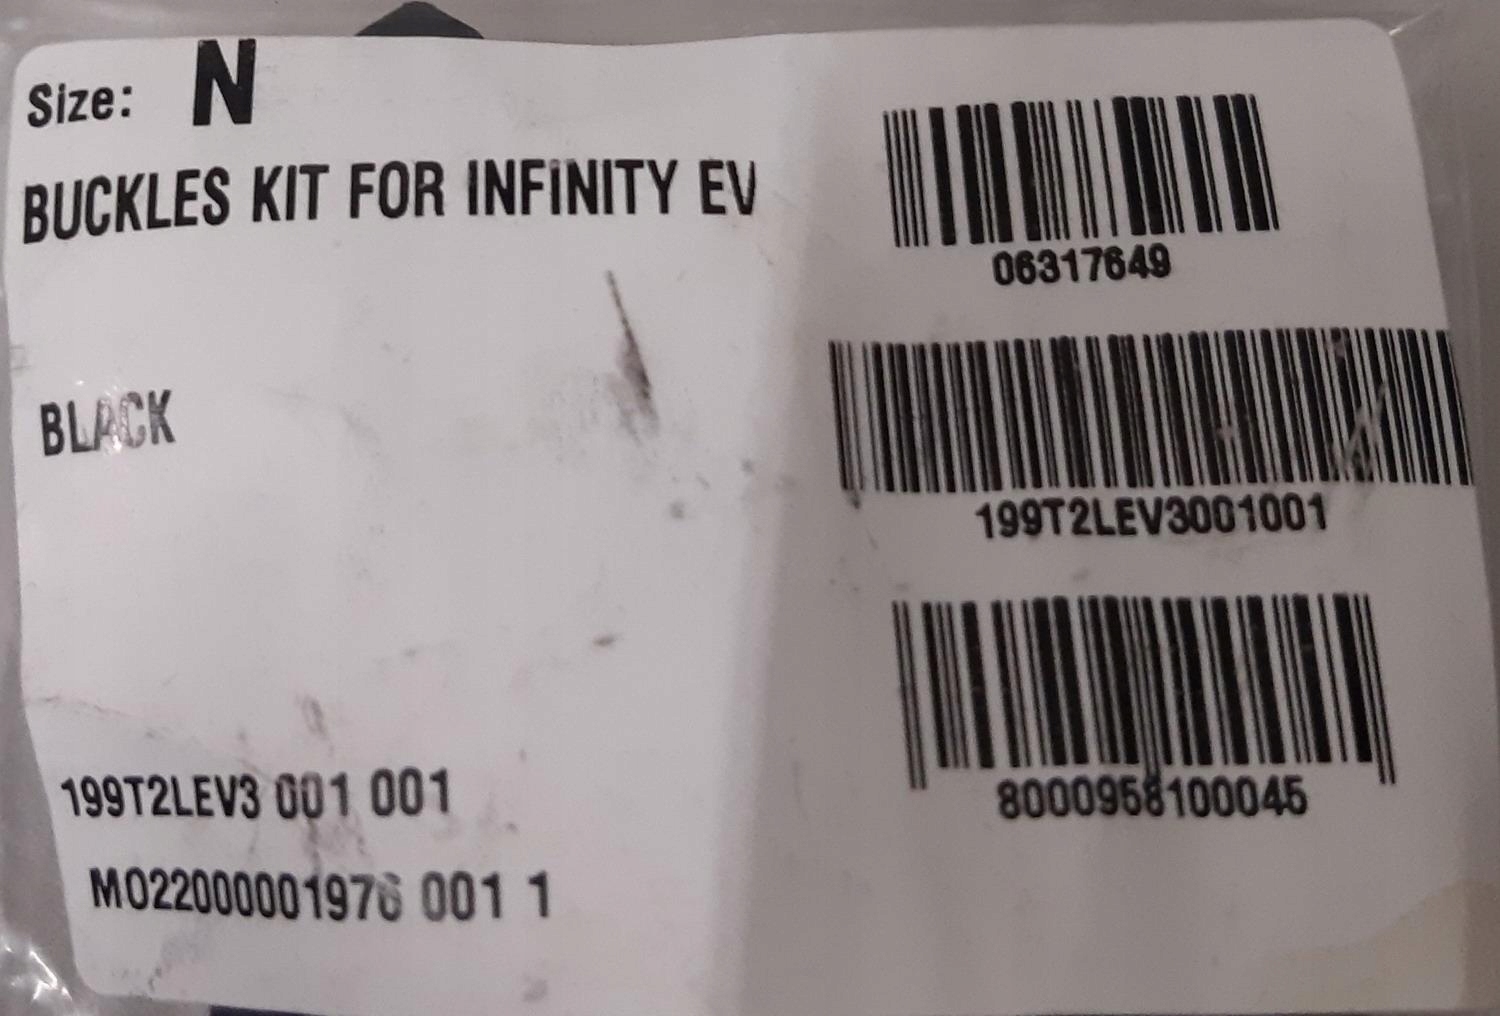 Size: N
BUCKLES KIT FOR INFINITY EV
BLACK
199T2LEV3 001 001
MO22000001976 001 1
06317649
199T2LEV3001001
8000958100045